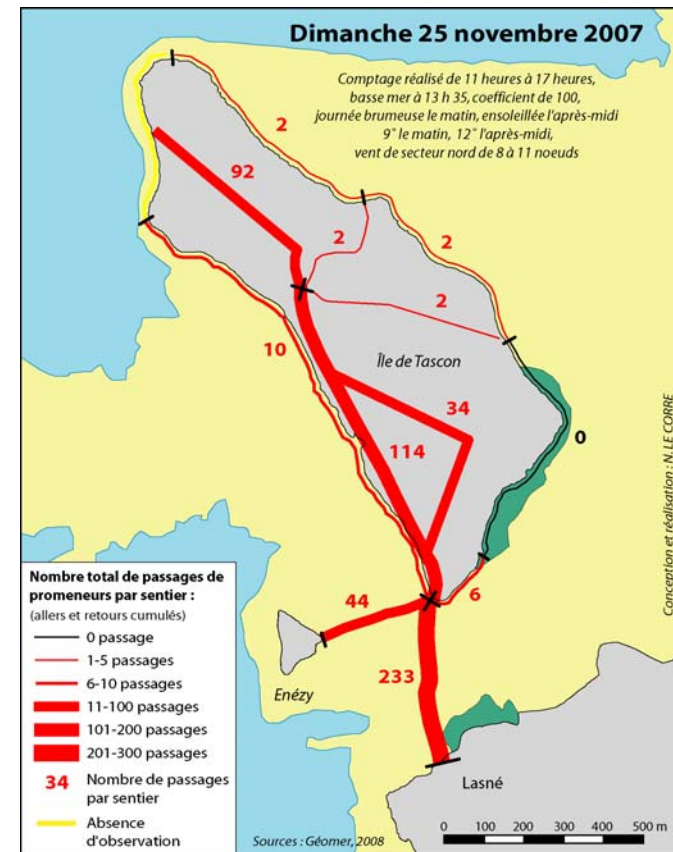 Dimanche 25 novembre 2007
Comptage réalisé de 11 heures à 17 heures,
basse mer à 13 h 35, coefficient de 100,
journée brumeuse le matin, ensoleillée l'après-midi
9° le matin, 12° l'après-midi,
vent de secteur nord de 8 à 11 noeuds
2
92
2
2
2
10
Île de Tascon
34
0
114
44
6
233
Enézy
Lasné
Conception et réalisation : N. LE CORRE
Nombre total de passages de
promeneurs par sentier :
(allers et retours cumulés)
0 passage
1-5 passages
6-10 passages
11-100 passages
101-200 passages
201-300 passages
34 Nombre de passages
par sentier
Absence
d'observation
Sources : Géomer, 2008
0 100 200 300 400 500 m